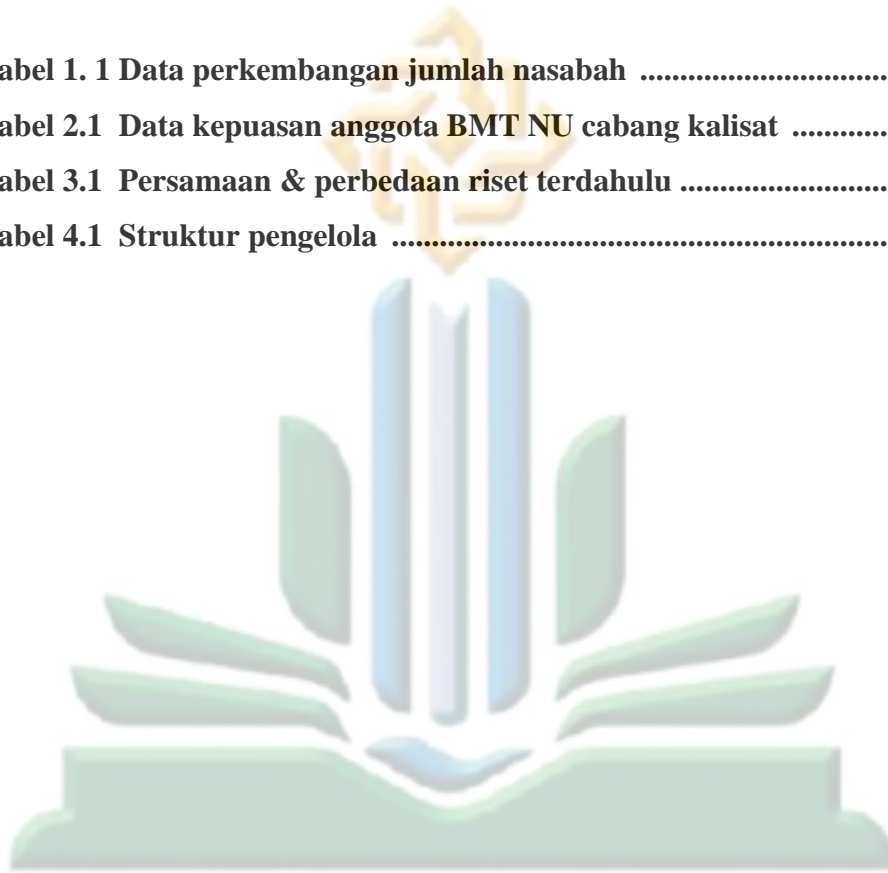 abel 1. 1 Data perkembangan jumlah nasabah ...............................
abel 2.1 Data kepuasan anggota BMT NU cabang kalisat ............
abel 3.1 Persamaan & perbedaan riset terdahulu ..........................
abel 4.1 Struktur pengelola ...............................................................